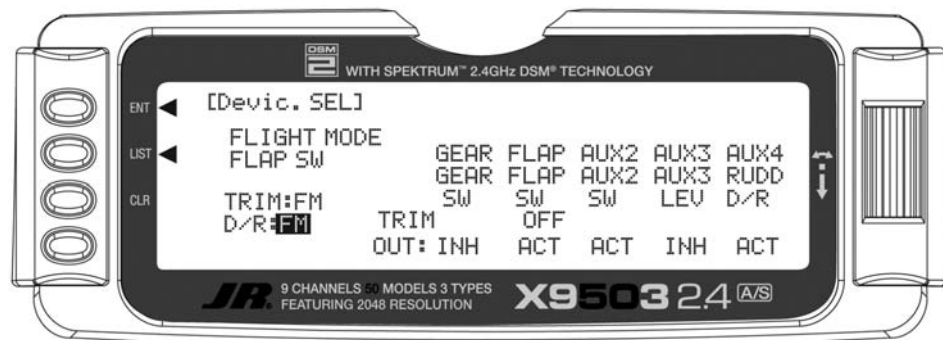 DSM
2 WITH SPEKTRUM™ 2.4GHz DSM® TECHNOLOGY
ENT
LIST
CLR
[Devic. SEL]
FLIGHT MODE
FLAP SW
TRIM:FM
D/R:FM
GEAR FLAP AUX2 AUX3 AUX4
GEAR FLAP AUX2 AUX3 RUDD
SW SW SW LEV D/R
TRIM OFF
OUT: INH ACT ACT INH ACT
JR 9 CHANNELS 50 MODELS 3 TYPES
FEATURING 2048 RESOLUTION
X9503 2.4 A/S